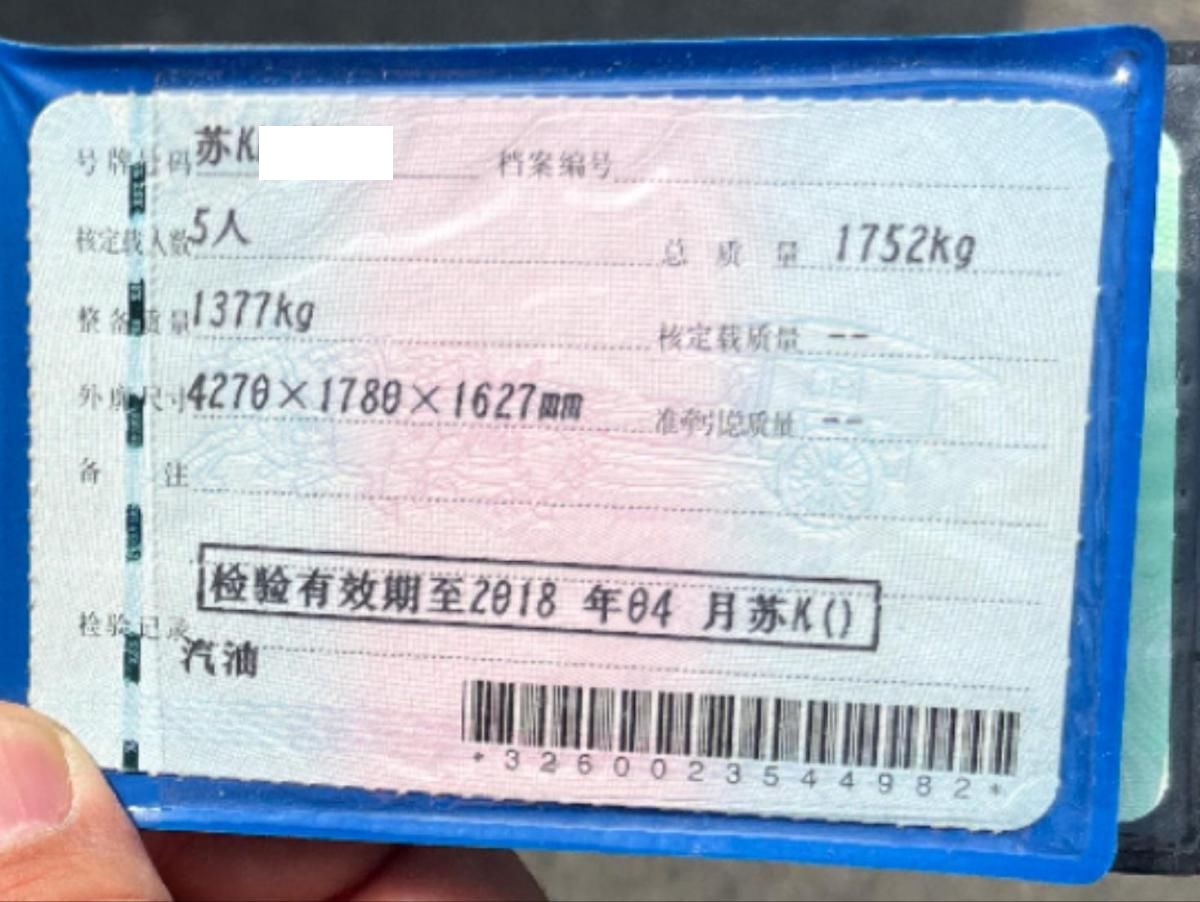 号牌号码 苏K 档案编号
核定载人数 5人 总质量 1752kg
整备质量 1377kg 核定载质量 --
外廓尺寸 4270×1780×1627mm 准牵引总质量 --
备注
检验有效期至2018 年04 月苏K()
检验记录
汽油
*3260023544982*